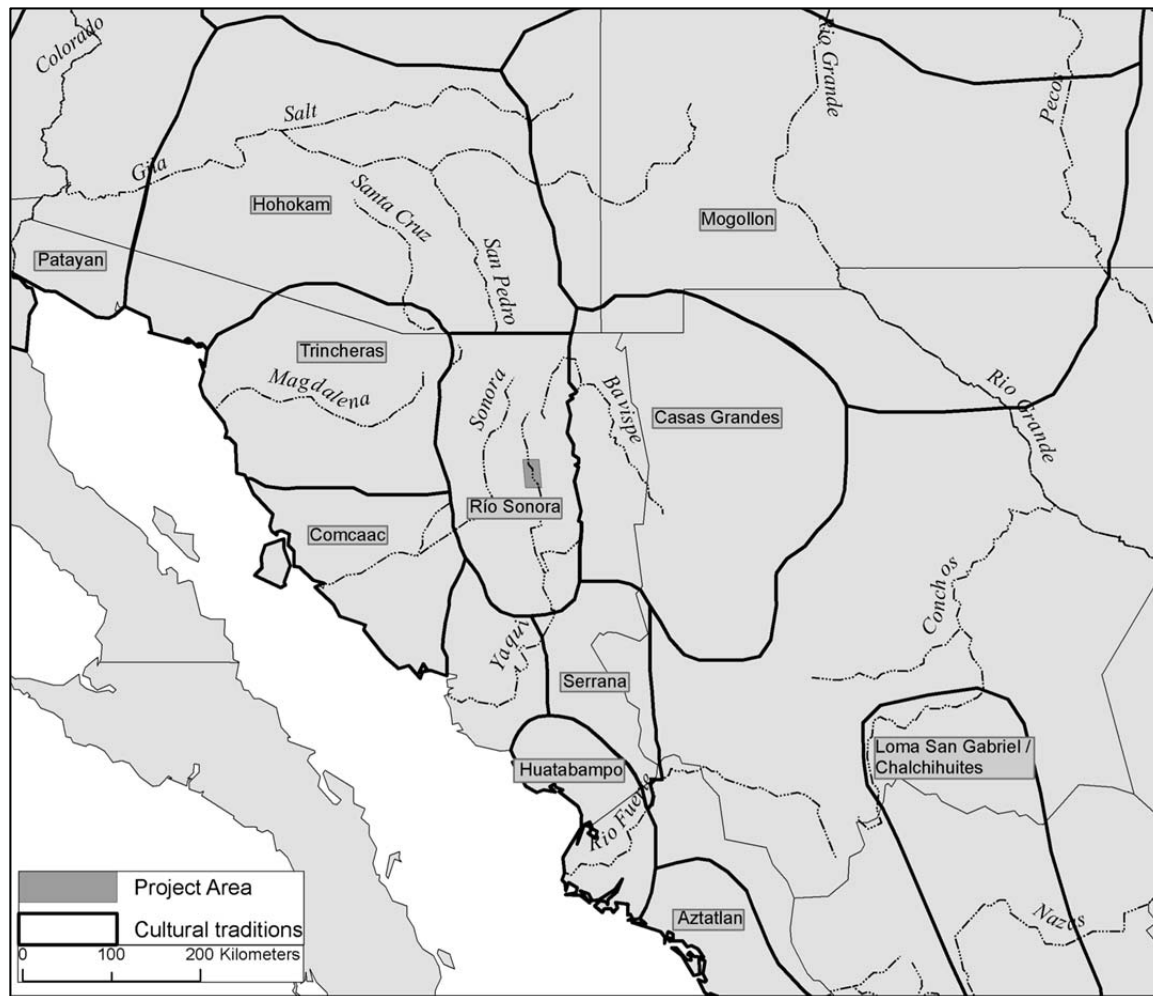 Colorado
Rio Grande
Pecos
Salt
Gila
Santa Cruz
Hohokam
Mogollon
San Pedro
Patayan
Trincheras
Magdalena
Sonora
Bavispe
Casas Grandes
Rio Grande
Río Sonora
Comcaac
Conchos
Yaqui
Serrana
Loma San Gabriel /
Chalchihuites
Huatabampo
Rio Fuerte
Aztatlan
Nazas
Project Area
Cultural traditions
0 100 200 Kilometers